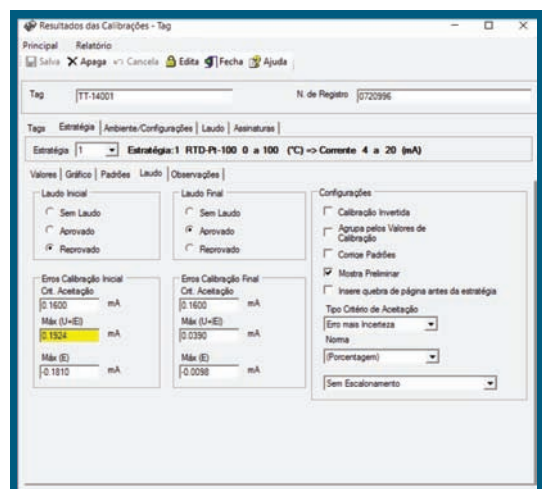 Resultados das Calibrações - Tag
Principal Relatório
Salva Apaga Cancela Edita Fecha Ajuda
Tag TT-14001 N. de Registro 0720996
Tags Estratégia Ambiente/Configurações Laudo Assinaturas
Estratégia 1 Estratégia:1 RTD-Pt-100 0 a 100 (°C) => Corrente 4 a 20 (mA)
Valores Gráfico Padrões Laudo Observações
Laudo Inicial
Sem Laudo
Aprovado
Reprovado
Laudo Final
Sem Laudo
Aprovado
Reprovado
Configurações
Calibração Invertida
Agrupa pelos Valores de
Calibração
Corrige Padrões
Mostra Preliminar
Insere quebra de página antes da estratégia
Tipo Critério de Aceitação
Erro mais Incerteza
Norma
(Porcentagem)
Sem Escalonamento
Erros Calibração Inicial
Crit. Aceitação
0.1600 mA
Máx (U+IEI)
0.1924 mA
Máx (E)
-0.1810 mA
Erros Calibração Final
Crit. Aceitação
0.1600 mA
Máx (U+IEI)
0.0390 mA
Máx (E)
-0.0098 mA